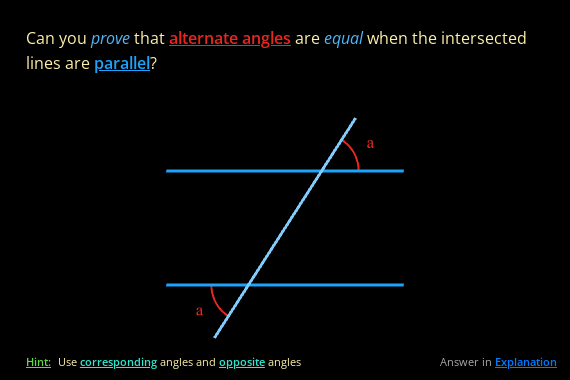 Can you prove that alternate angles are equal when the intersected
lines are parallel?
a
a
Hint: Use corresponding angles and opposite angles
Answer in Explanation